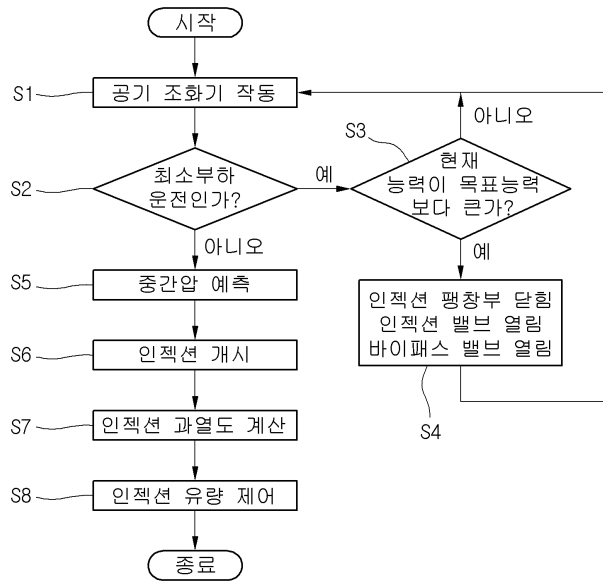 시작
S1
공기 조화기 작동
S2
최소부하
운전인가?
예
아니오
S3
현재
능력이 목표능력
보다 큰가?
아니오
예
인젝션 팽창부 닫힘
인젝션 밸브 열림
바이패스 밸브 열림
S4
S5
중간압 예측
S6
인젝션 개시
S7
인젝션 과열도 계산
S8
인젝션 유량 제어
종료